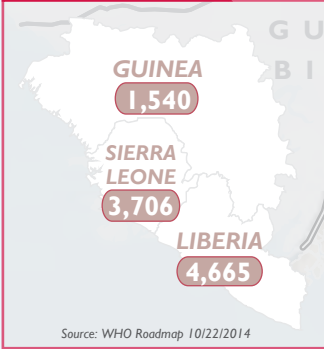 G U
B I
GUINEA
1,540
SIERRA
LEONE
3,706
LIBERIA
4,665
Source: WHO Roadmap 10/22/2014